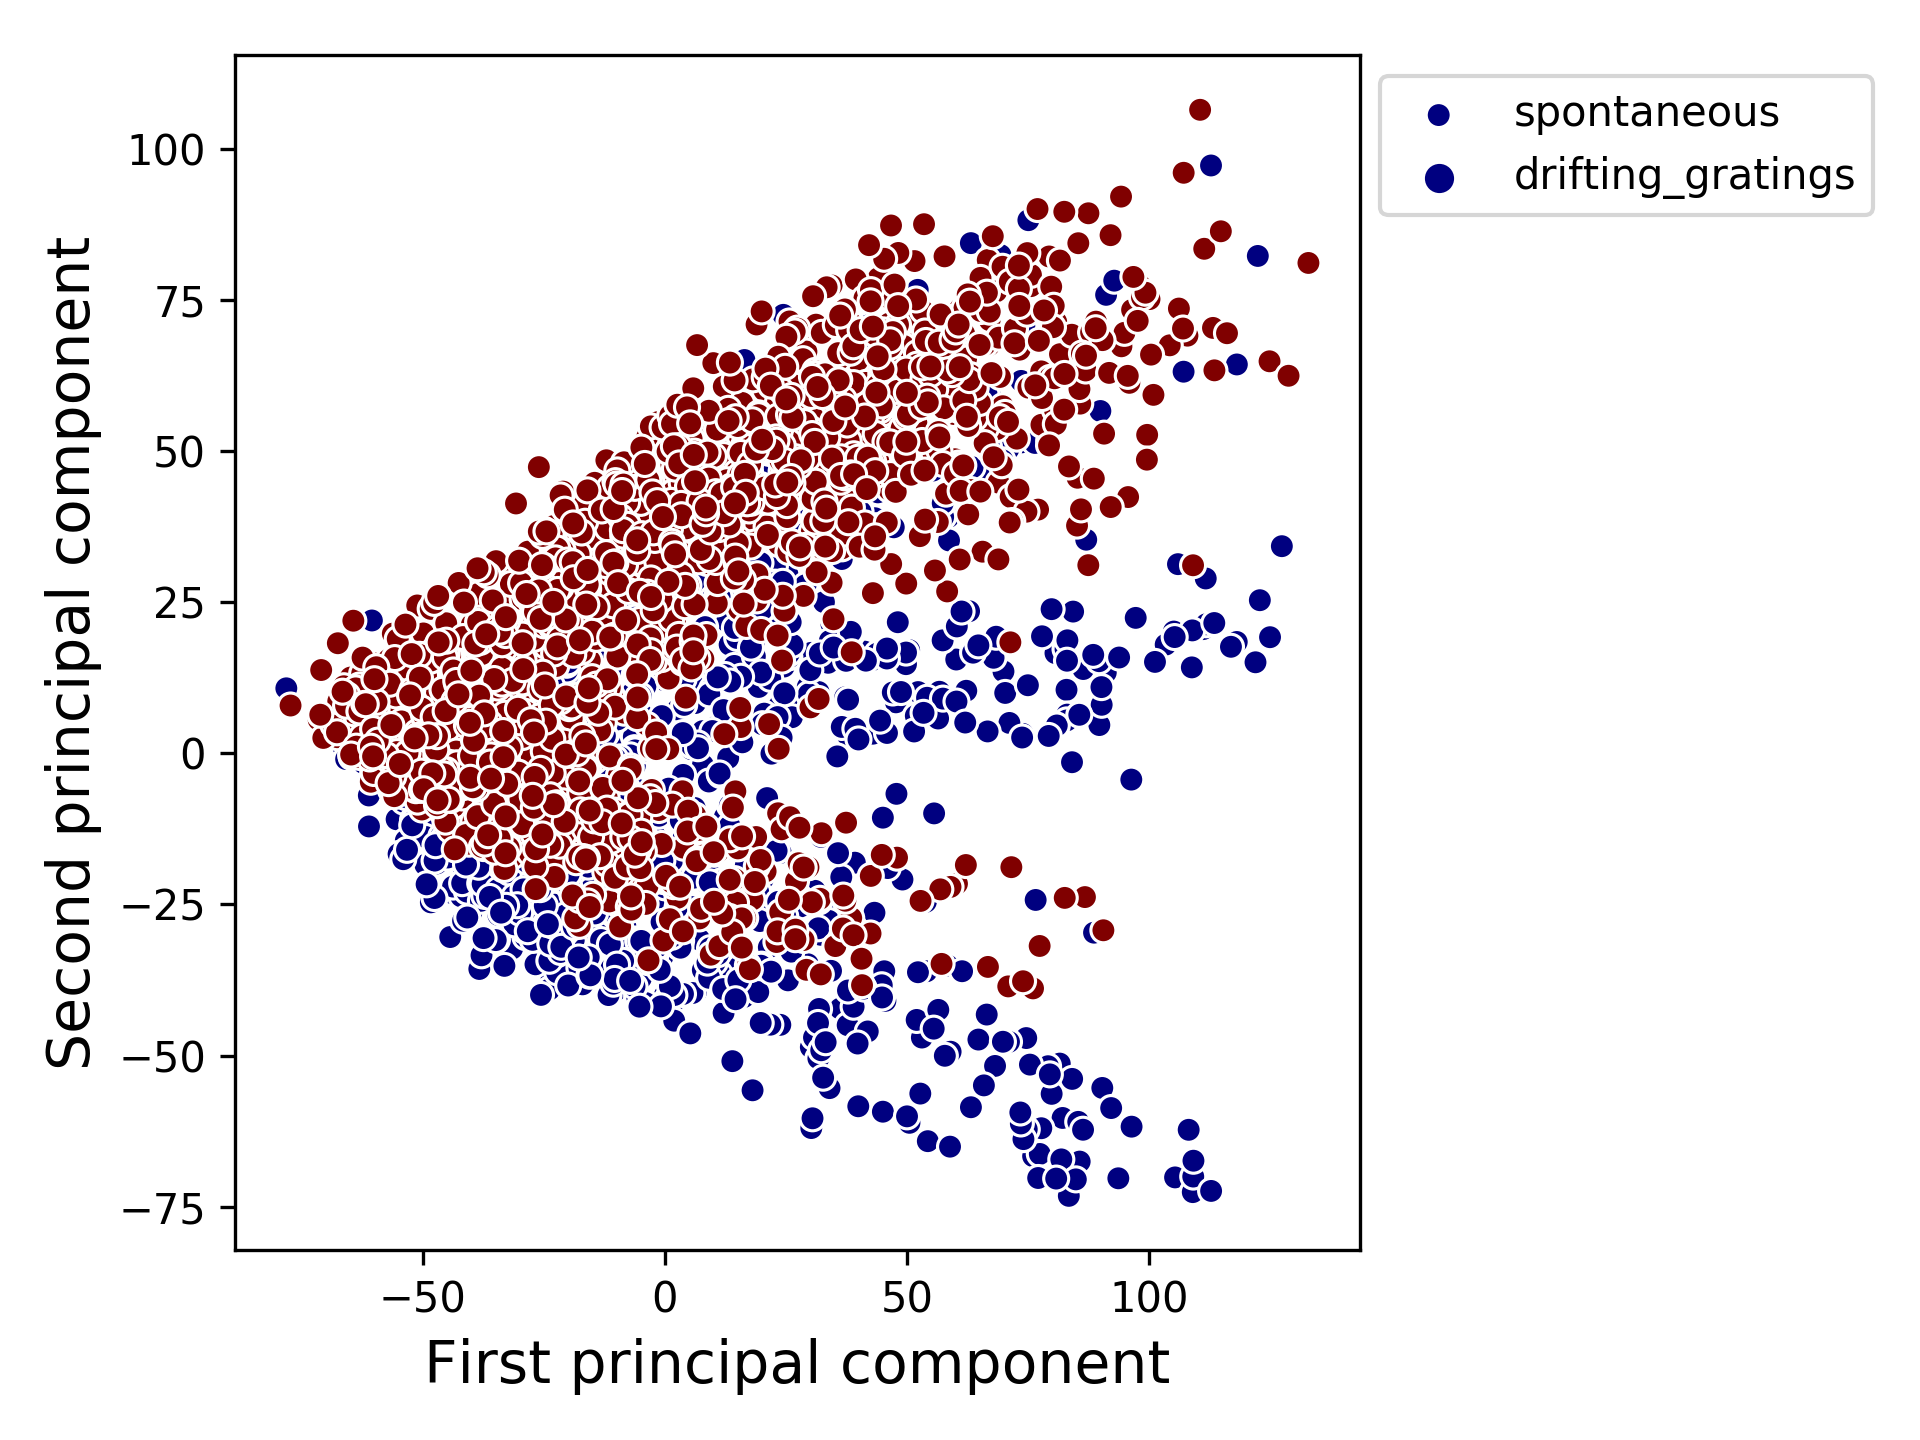 spontaneous
drifting_gratings
Second principal component
100
75
50
25
0
−25
−50
−75
−50 0 50 100
First principal component